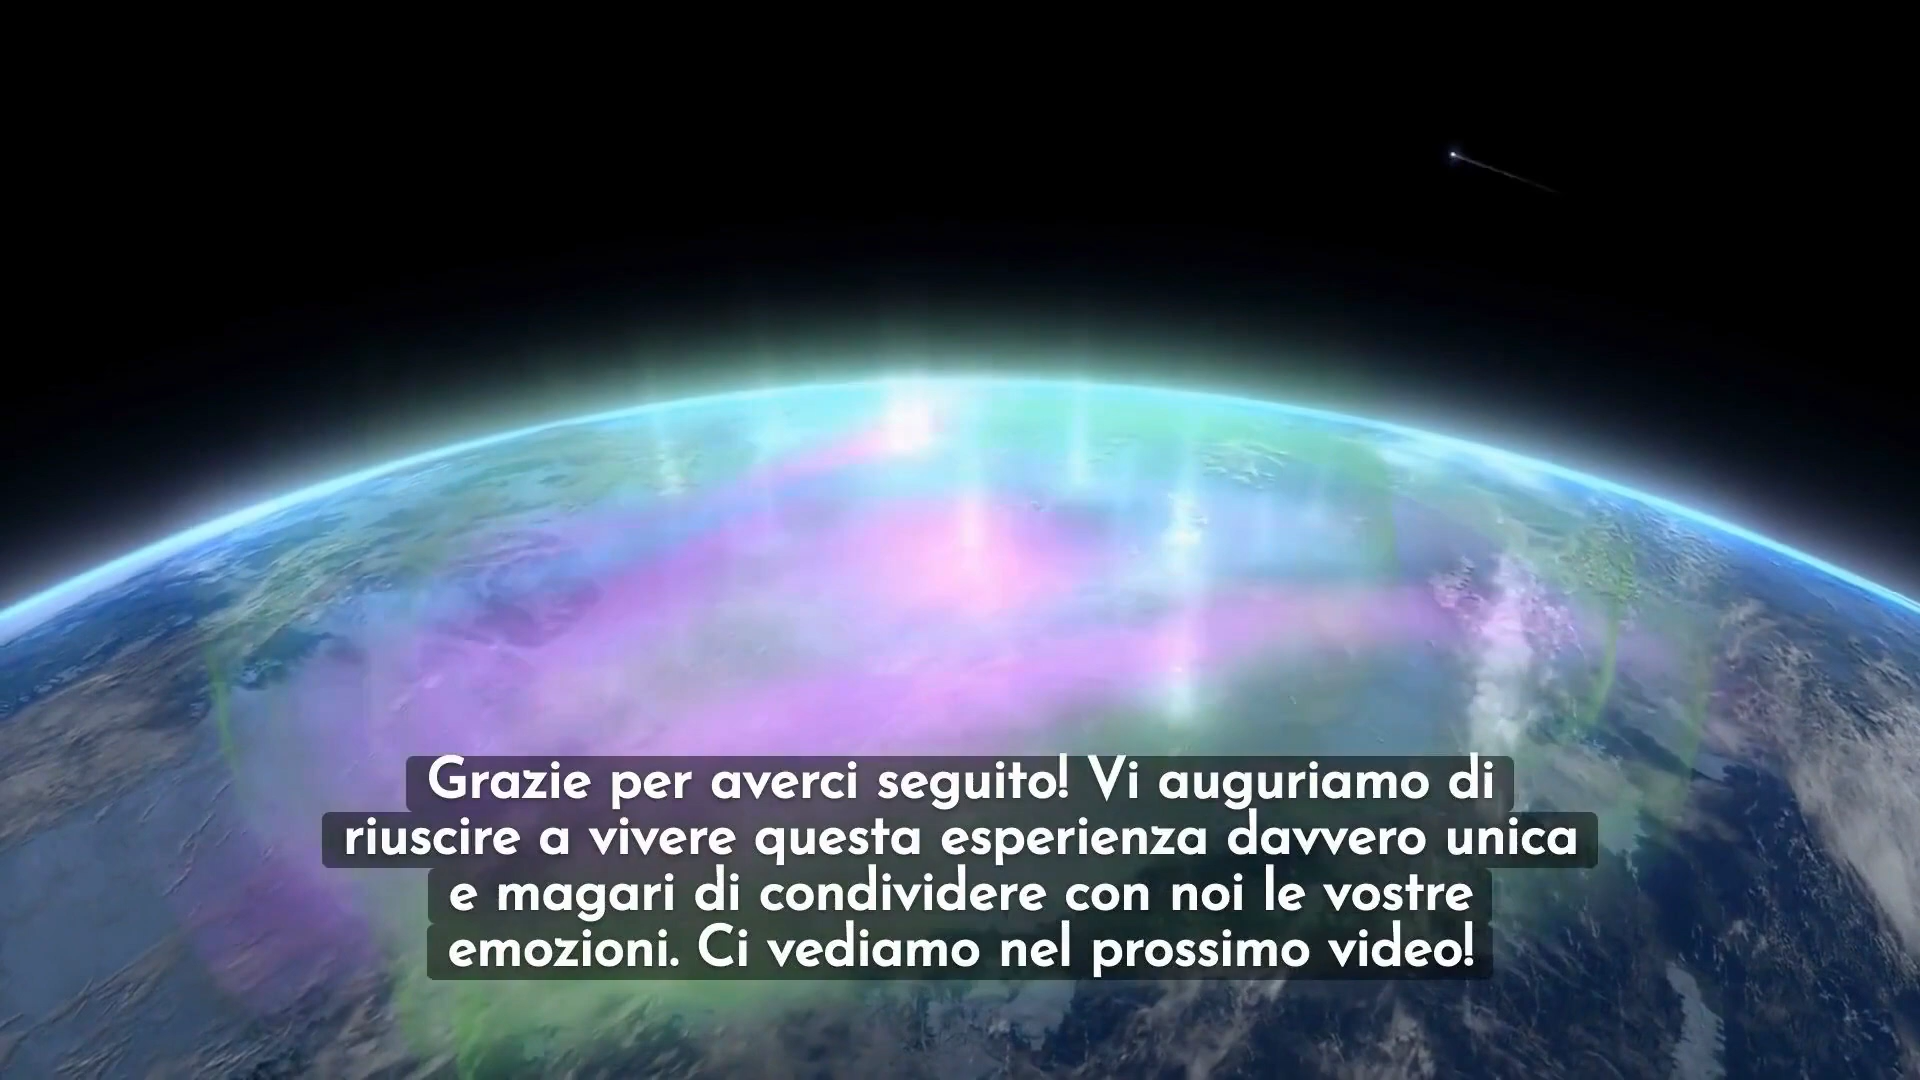 Grazie per averci seguito! Vi auguriamo di
riuscire a vivere questa esperienza davvero unica
e magari di condividere con noi le vostre
emozioni. Ci vediamo nel prossimo video!